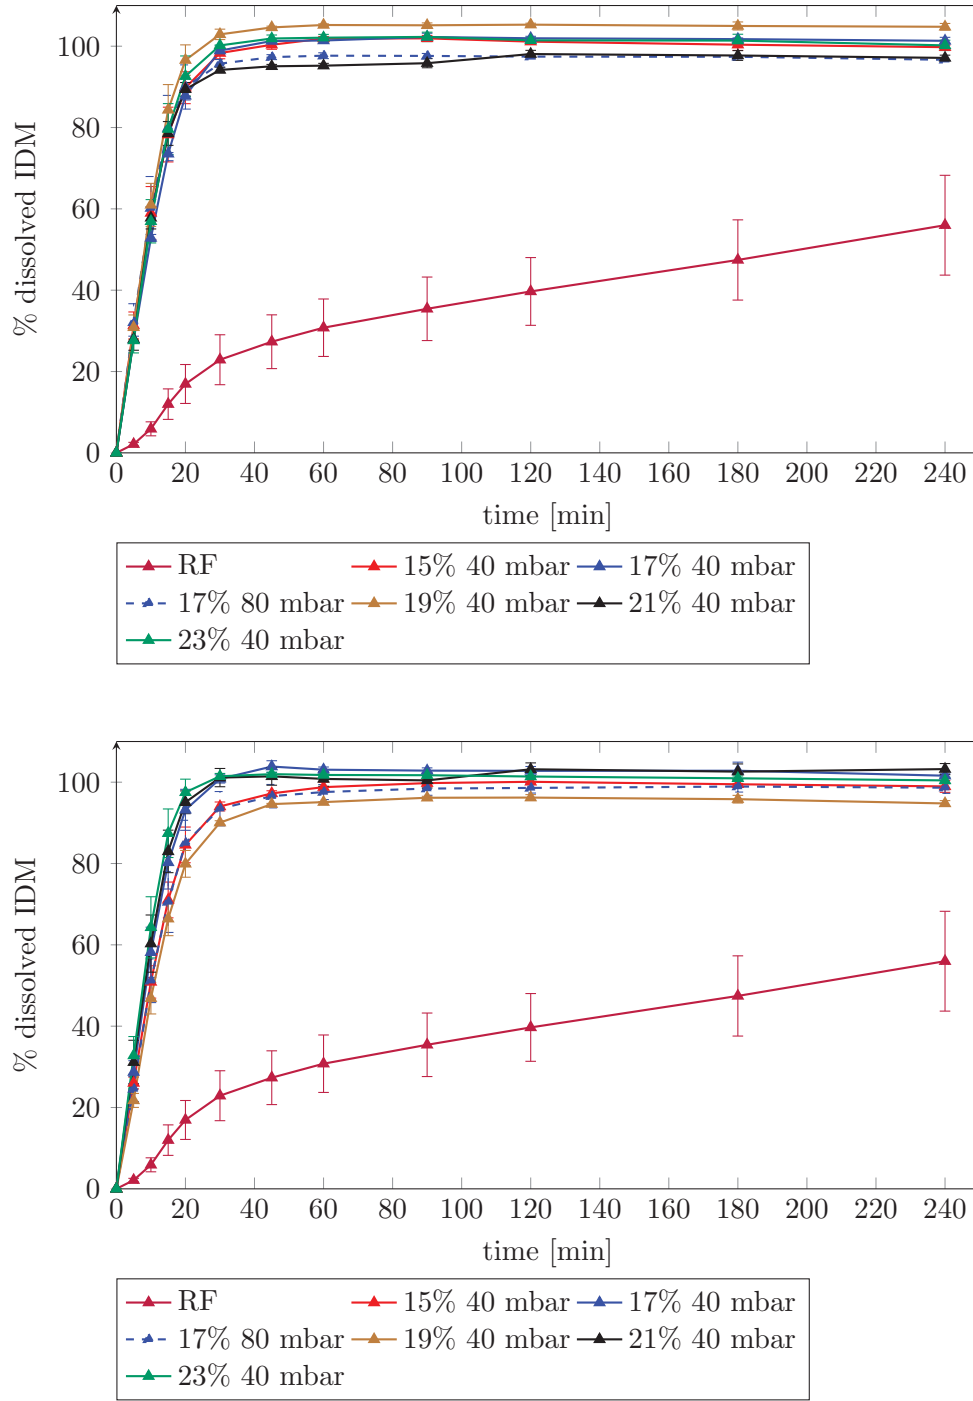 100
80
60
40
20
0
% dissolved IDM
0 20 40 60 80 100 120 140 160 180 200 220 240
time [min]
RF 15% 40 mbar 17% 40 mbar
17% 80 mbar 19% 40 mbar 21% 40 mbar
23% 40 mbar
100
80
60
40
20
0
% dissolved IDM
0 20 40 60 80 100 120 140 160 180 200 220 240
time [min]
RF 15% 40 mbar 17% 40 mbar
17% 80 mbar 19% 40 mbar 21% 40 mbar
23% 40 mbar